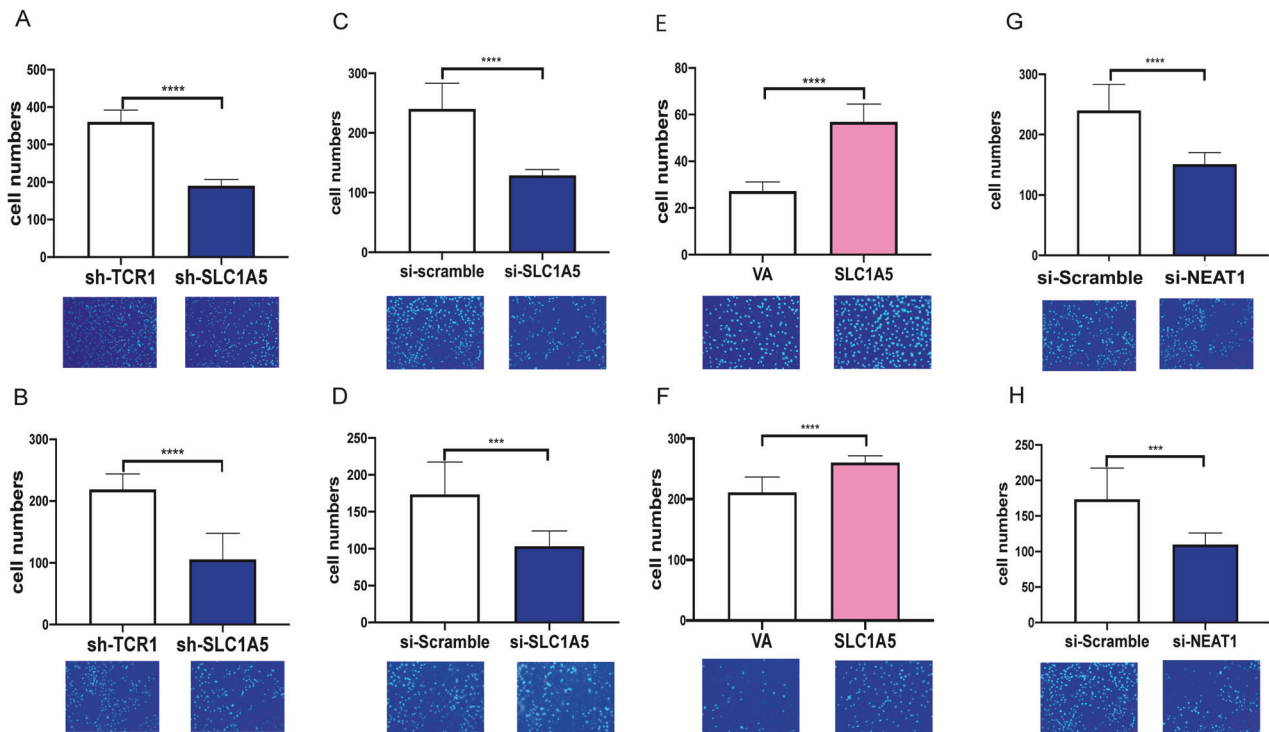 A
cell numbers
500
400
300
200
100
0
****
sh-TCR1 sh-SLC1A5
C
cell numbers
300
200
100
0
****
si-scramble si-SLC1A5
E
cell numbers
80
60
40
20
0
****
VA SLC1A5
G
cell numbers
300
200
100
0
****
si-Scramble si-NEAT1
B
cell numbers
300
200
100
0
****
sh-TCR1 sh-SLC1A5
D
cell numbers
250
200
150
100
50
0
***
si-Scramble si-SLC1A5
F
cell numbers
300
200
100
0
****
VA SLC1A5
H
cell numbers
250
200
150
100
50
0
***
si-Scramble si-NEAT1